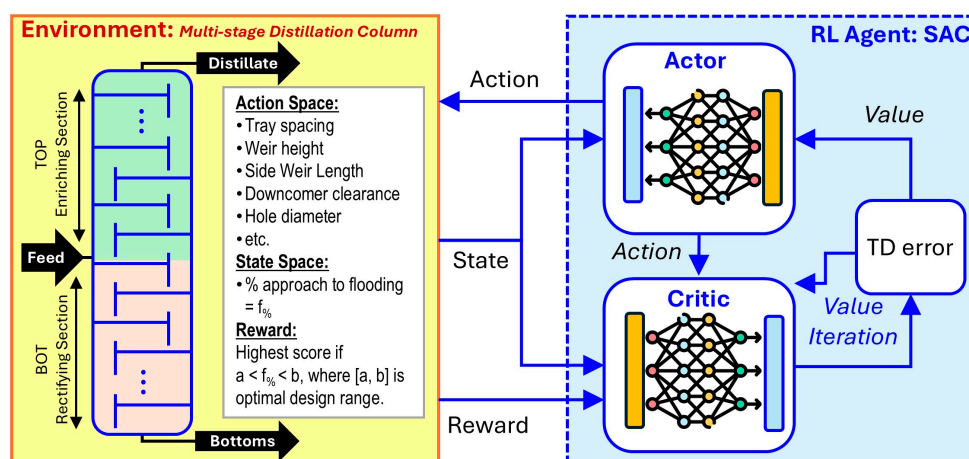 Environment: Multi-stage Distillation Column
Distillate
TOP
Enriching Section
Feed
BOT
Rectifying Section
Bottoms
Action Space:
• Tray spacing
• Weir height
• Side Weir Length
• Downcomer clearance
• Hole diameter
• etc.
State Space:
• % approach to flooding
= f%
Reward:
Highest score if
a < f% < b, where [a, b] is
optimal design range.
Action
State
Reward
RL Agent: SAC
Actor
Value
Action
TD error
Critic
Value
Iteration